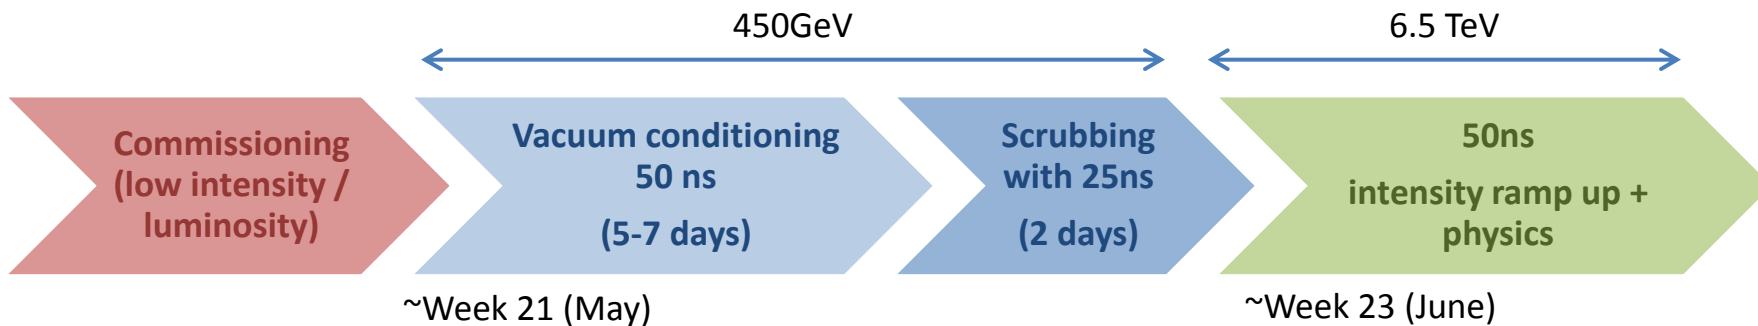 450GeV
6.5 TeV
Commissioning
(low intensity /
luminosity)
Vacuum conditioning
50 ns
(5-7 days)
Scrubbing
with 25ns
(2 days)
50ns
intensity ramp up +
physics
~Week 21 (May)
~Week 23 (June)